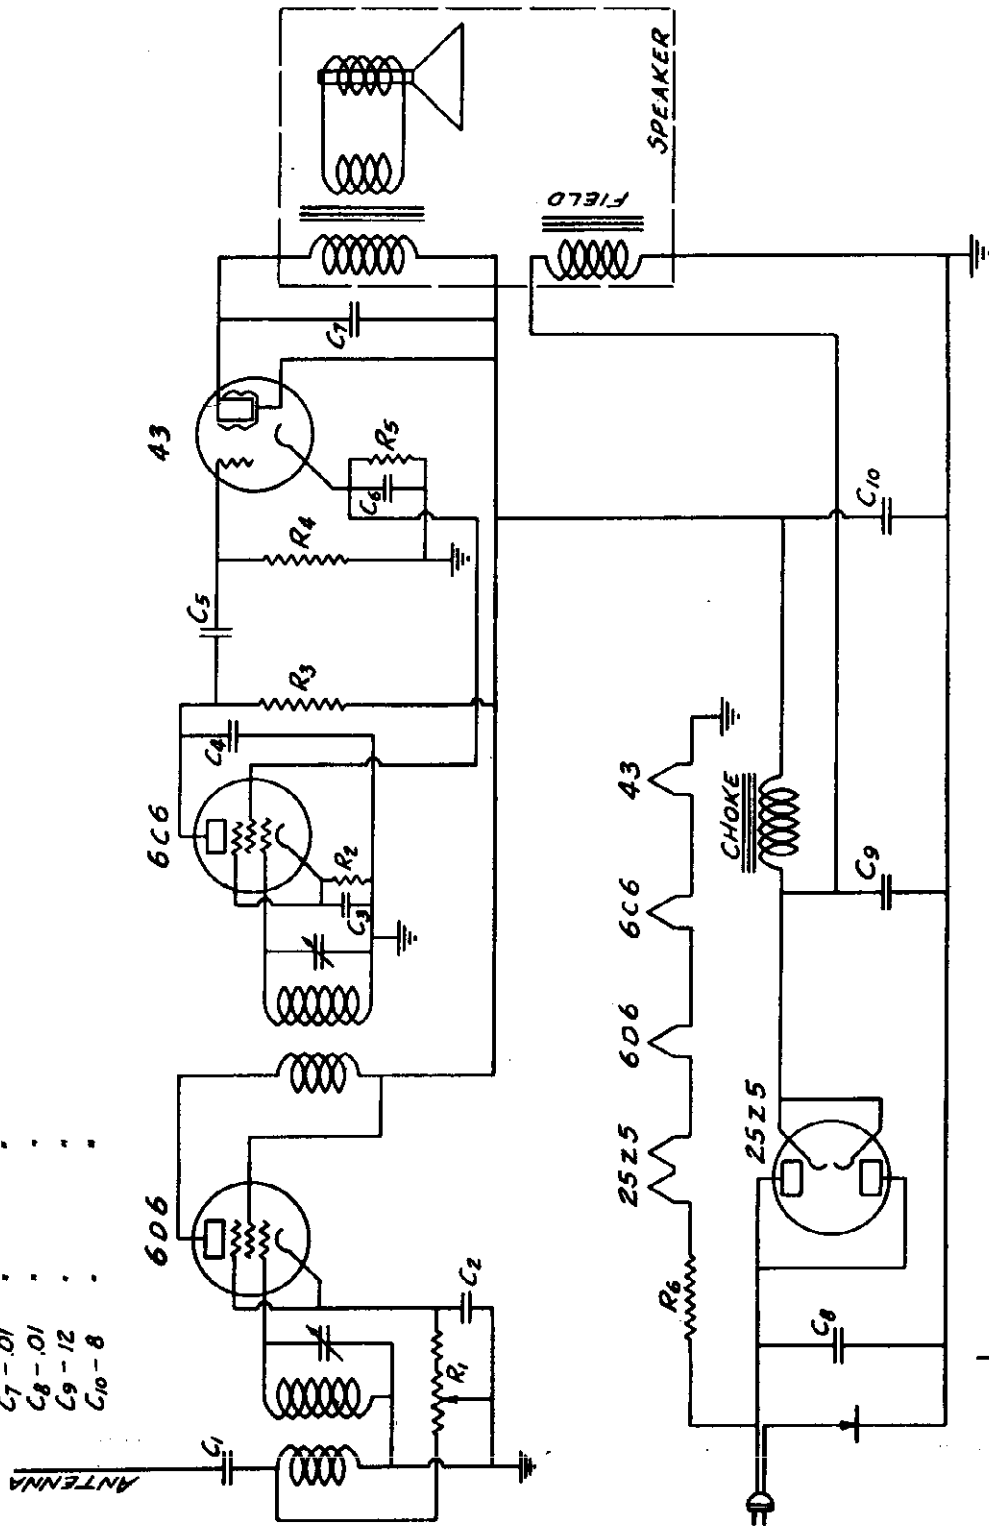 C7 - .01 " "
C8 - .01 " "
C9 - 12 " "
C10 - 8 " "
ANTENNA
C1
R1
C2
6D6
6C6
C3
R2
C4
R3
C5
R4
43
C6
R5
C7
SPEAKER
FIELD
R6
25Z5
6D6
6C6
43
C8
25Z5
CHOKE
C9
C10